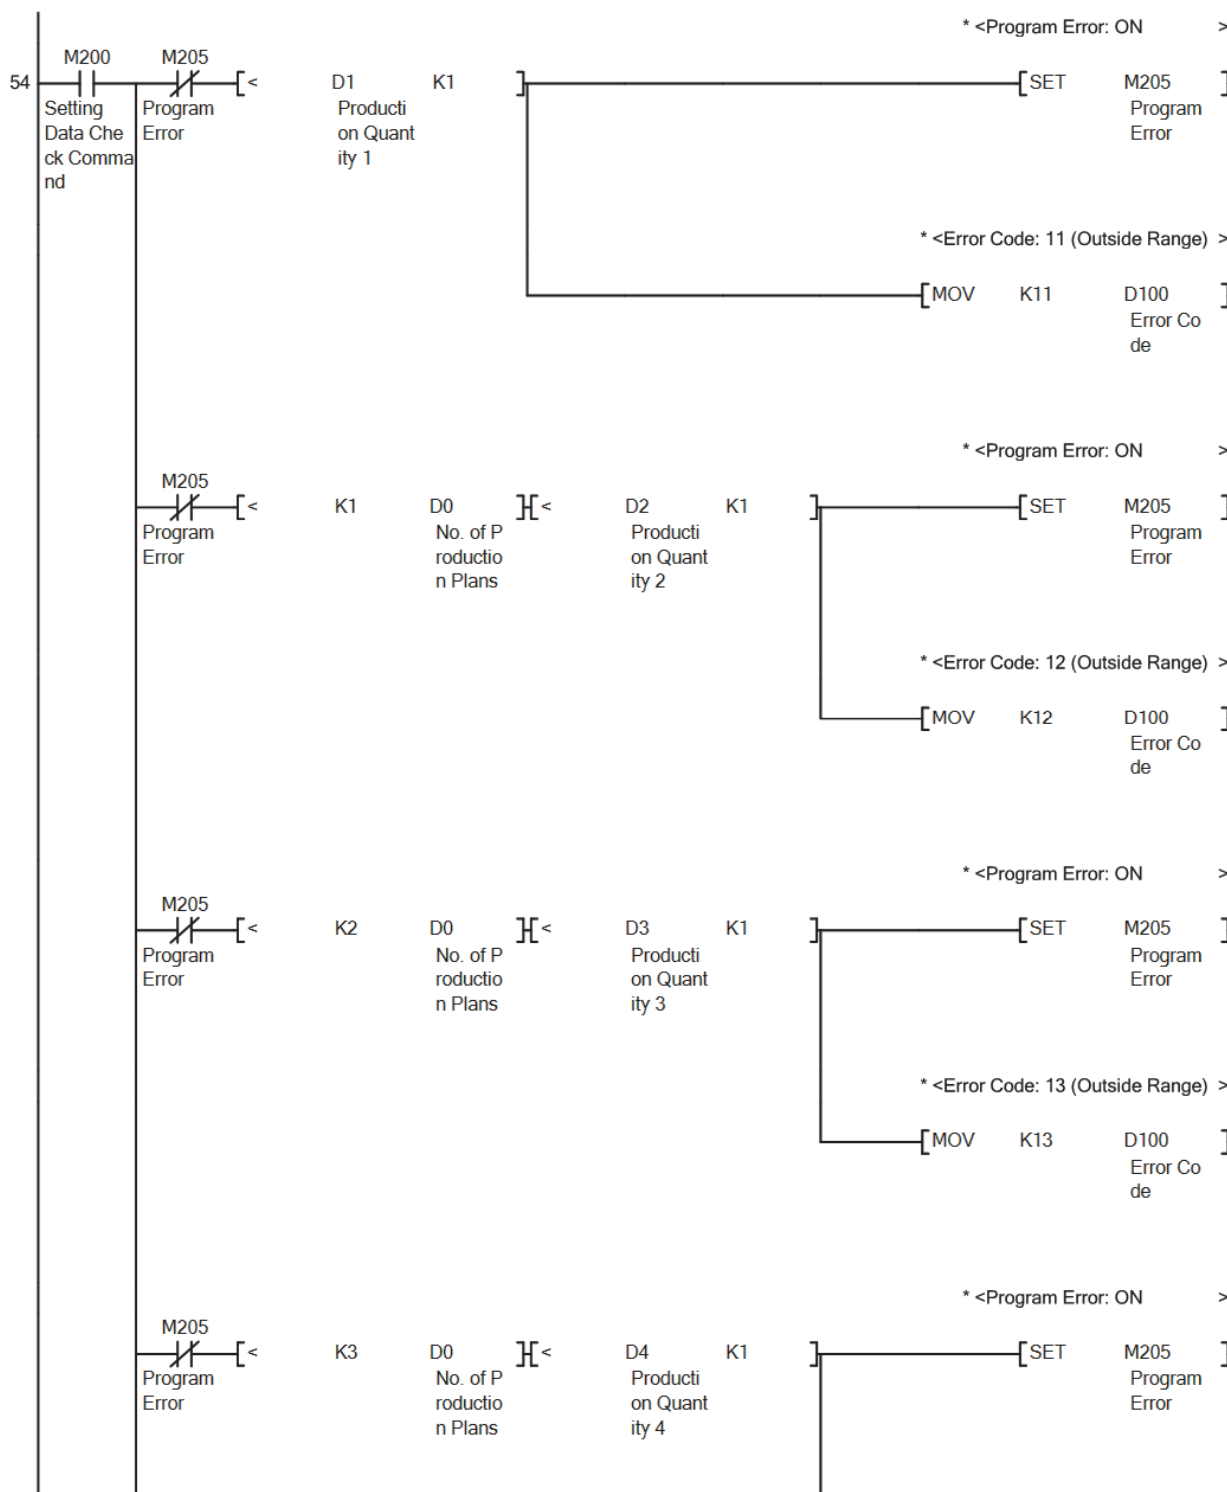 * <Program Error: ON >
M200 M205
54 [< D1 K1 ] [SET M205 ]
Setting Program Producti Program
Data Che Error on Quant Error
ck Comma ity 1
nd
* <Error Code: 11 (Outside Range) >
[MOV K11 D100 ]
Error Co
de
* <Program Error: ON >
M205
[< K1 D0 ][< D2 K1 ] [SET M205 ]
Program No. of P Producti Program
Error roductio on Quant Error
n Plans ity 2
* <Error Code: 12 (Outside Range) >
[MOV K12 D100 ]
Error Co
de
* <Program Error: ON >
M205
[< K2 D0 ][< D3 K1 ] [SET M205 ]
Program No. of P Producti Program
Error roductio on Quant Error
n Plans ity 3
* <Error Code: 13 (Outside Range) >
[MOV K13 D100 ]
Error Co
de
* <Program Error: ON >
M205
[< K3 D0 ][< D4 K1 ] [SET M205 ]
Program No. of P Producti Program
Error roductio on Quant Error
n Plans ity 4